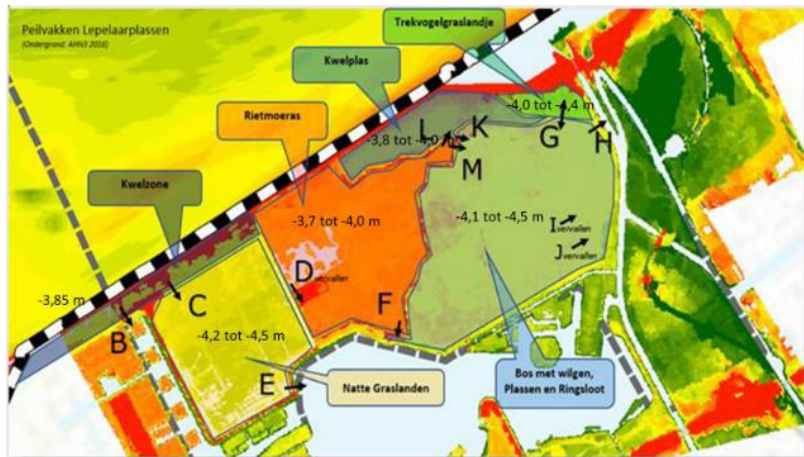 Peilvakken Lepelaarplassen
(Ondergrond: AHN3 2016)
Trekvogelgraslandje
Kwelplas
Rietmoeras
Kwelzone
-4,0 tot -4,4 m
L
K
-3,8 tot -4,0 m
M
G
H
-3,7 tot -4,0 m
-4,1 tot -4,5 m
I vervallen
J vervallen
D vervallen
-3,85 m
B
C
F
-4,2 tot -4,5 m
E
Natte Graslanden
Bos met wilgen,
Plassen en Ringsloot